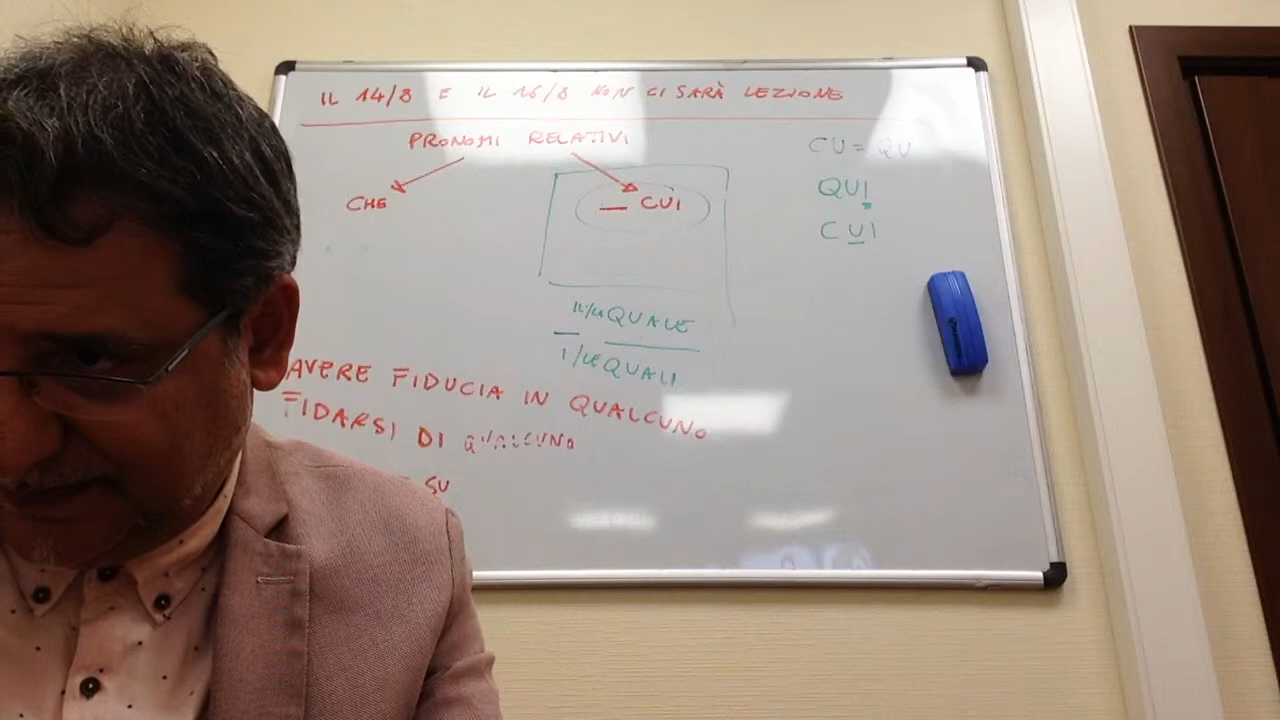 IL 14/8 E IL 16/8 NON CI SARÀ LEZIONE
PRONOMI RELATIVI
CHE
— CUI
IL/LA QUALE
I/LE QUALI
CU = QU
QUI
CUI
AVERE FIDUCIA IN QUALCUNO
FIDARSI DI QUALCUNO
SU